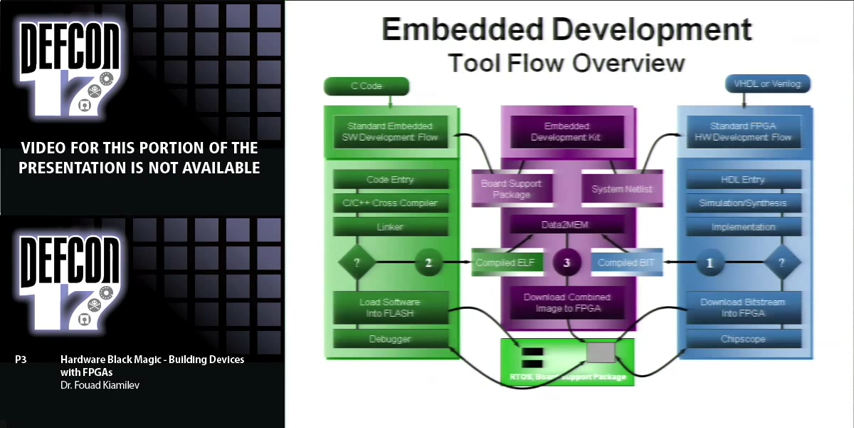 DEFCON
17
VIDEO FOR THIS PORTION OF THE
PRESENTATION IS NOT AVAILABLE
DEFCON
17
P3
Hardware Black Magic - Building Devices
with FPGAs
Dr. Fouad Kiamilev
Embedded Development
Tool Flow Overview
C Code
Standard Embedded
SW Development Flow
Code Entry
C/C++ Cross Compiler
Linker
?
2
Load Software
Into FLASH
Debugger
Embedded
Development Kit
Board Support
Package
System Netlist
Data2MEM
Compiled ELF
3
Compiled BIT
Download Combined
Image to FPGA
RTOS, Board Support Package
VHDL or Verilog
Standard FPGA
HW Development Flow
HDL Entry
Simulation/Synthesis
Implementation
1
?
Download Bitstream
Into FPGA
Chipscope